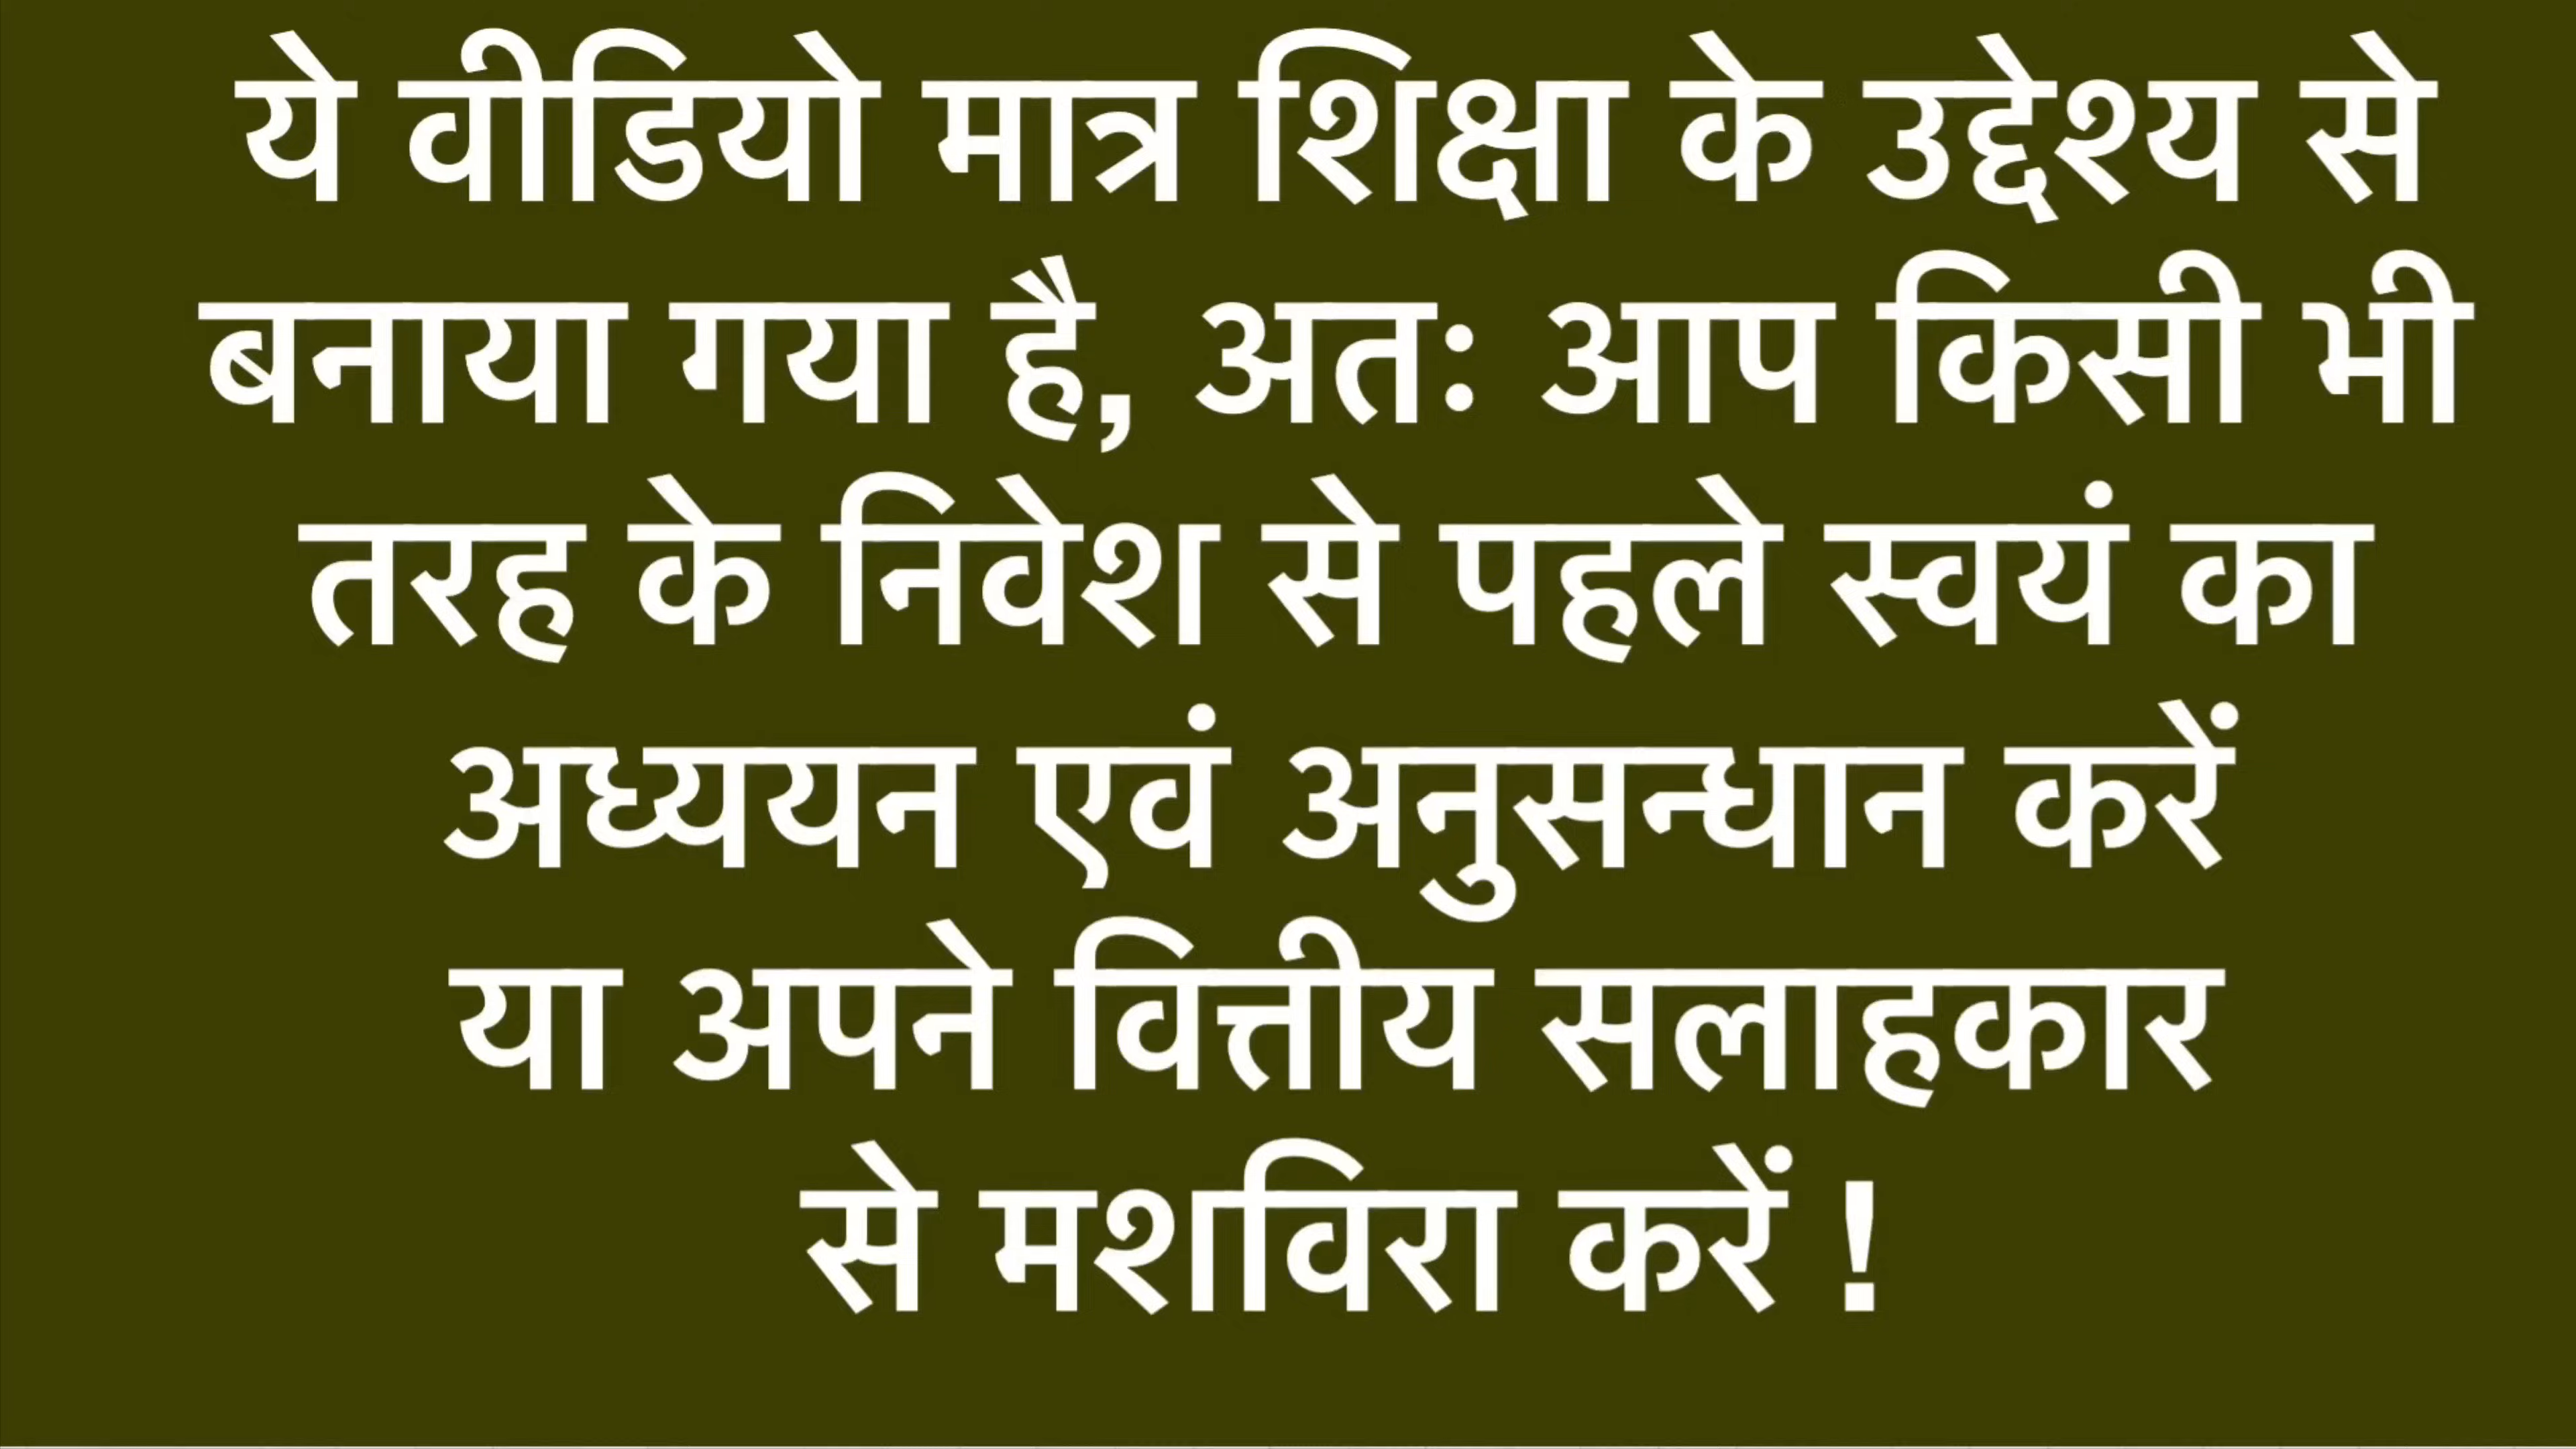 ये वीडियो मात्र शिक्षा के उद्देश्य से
बनाया गया है, अतः आप किसी भी
तरह के निवेश से पहले स्वयं का
अध्ययन एवं अनुसन्धान करें
या अपने वित्तीय सलाहकार
से मशविरा करें !